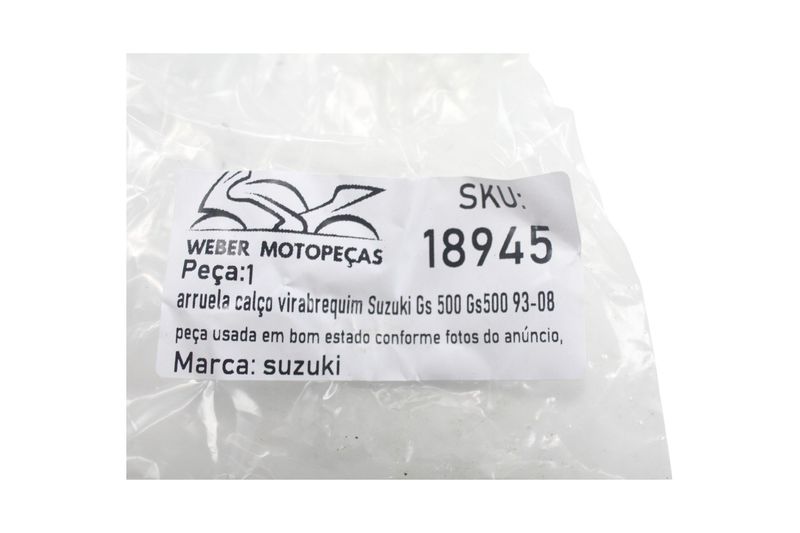 WEBER MOTOPEÇAS
SKU:
18945
Peça:1
arruela calço virabrequim Suzuki Gs 500 Gs500 93-08
peça usada em bom estado conforme fotos do anúncio,
Marca: suzuki